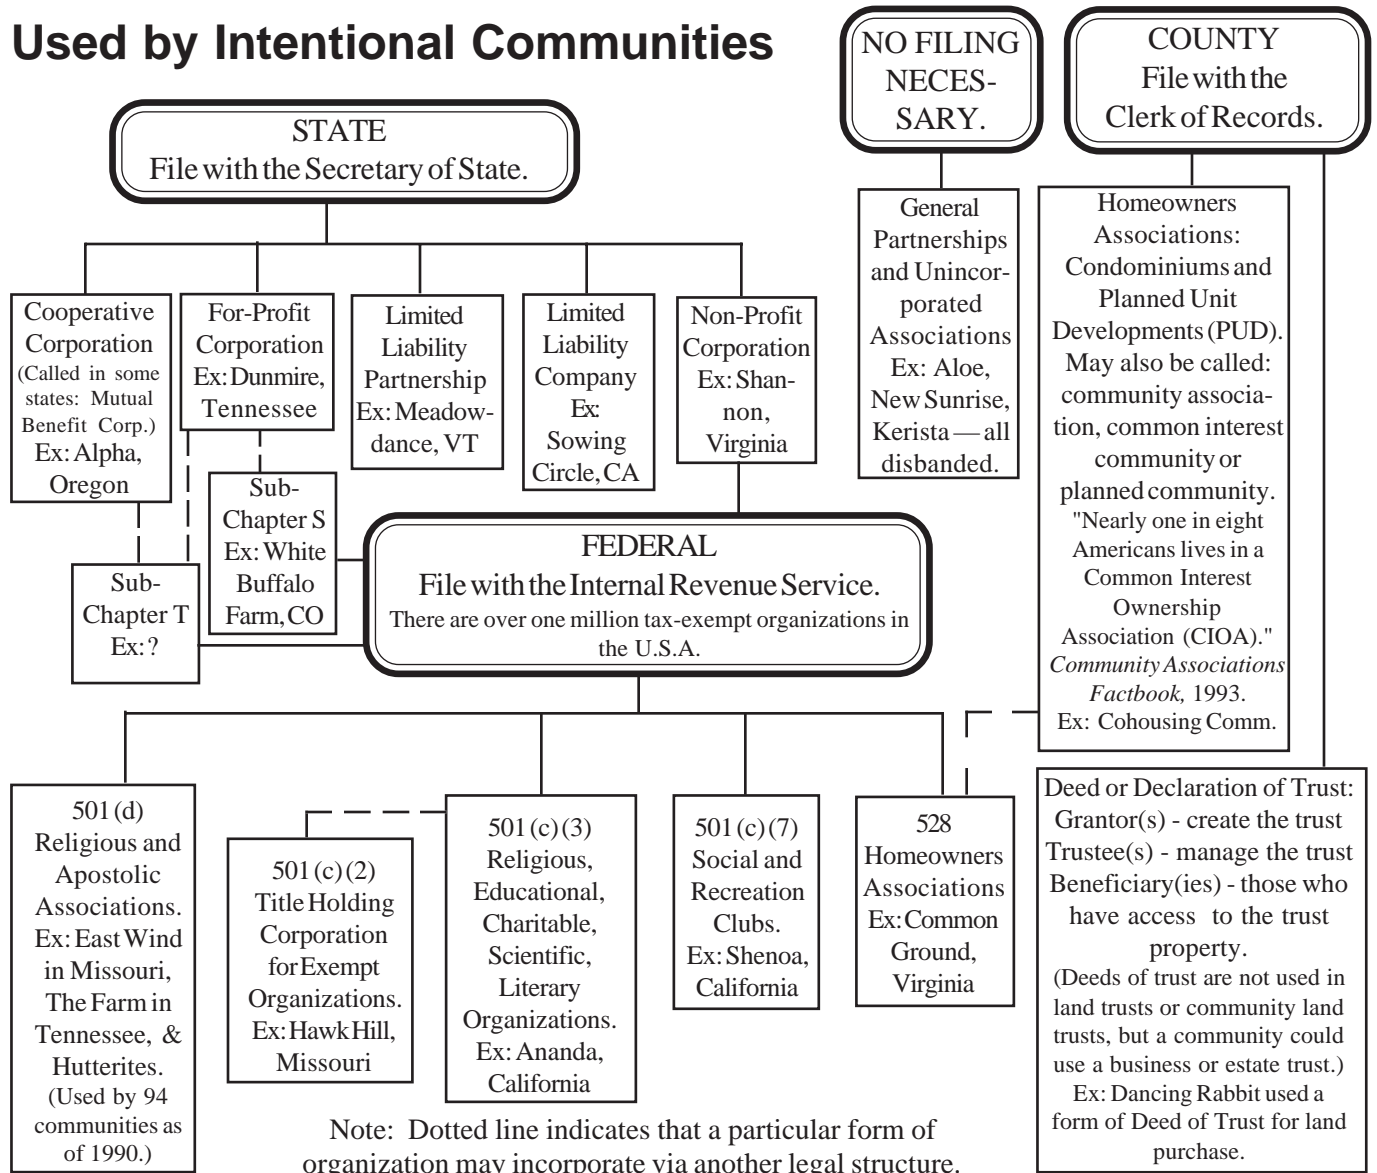 Used by Intentional Communities
NO FILING
NECES-
SARY.
COUNTY
File with the
Clerk of Records.
STATE
File with the Secretary of State.
Cooperative
Corporation
(Called in some
states: Mutual
Benefit Corp.)
Ex: Alpha,
Oregon
For-Profit
Corporation
Ex: Dunmire,
Tennessee
Limited
Liability
Partnership
Ex: Meadow-
dance, VT
Limited
Liability
Company
Ex:
Sowing
Circle, CA
Non-Profit
Corporation
Ex: Shan-
non,
Virginia
General
Partnerships
and Unincor-
porated
Associations
Ex: Aloe,
New Sunrise,
Kerista — all
disbanded.
Homeowners
Associations:
Condominiums and
Planned Unit
Developments (PUD).
May also be called:
community associa-
tion, common interest
community or
planned community.
"Nearly one in eight
Americans lives in a
Common Interest
Ownership
Association (CIOA)."
Community Associations
Factbook, 1993.
Ex: Cohousing Comm.
Sub-
Chapter S
Ex: White
Buffalo
Farm, CO
Sub-
Chapter T
Ex: ?
FEDERAL
File with the Internal Revenue Service.
There are over one million tax-exempt organizations in
the U.S.A.
501 (d)
Religious and
Apostolic
Associations.
Ex: East Wind
in Missouri,
The Farm in
Tennessee, &
Hutterites.
(Used by 94
communities as
of 1990.)
501 (c) (2)
Title Holding
Corporation
for Exempt
Organizations.
Ex: Hawk Hill,
Missouri
501 (c) (3)
Religious,
Educational,
Charitable,
Scientific,
Literary
Organizations.
Ex: Ananda,
California
501 (c) (7)
Social and
Recreation
Clubs.
Ex: Shenoa,
California
528
Homeowners
Associations
Ex: Common
Ground,
Virginia
Deed or Declaration of Trust:
Grantor(s) - create the trust
Trustee(s) - manage the trust
Beneficiary(ies) - those who
have access to the trust
property.
(Deeds of trust are not used in
land trusts or community land
trusts, but a community could
use a business or estate trust.)
Ex: Dancing Rabbit used a
form of Deed of Trust for land
purchase.
Note: Dotted line indicates that a particular form of
organization may incorporate via another legal structure.